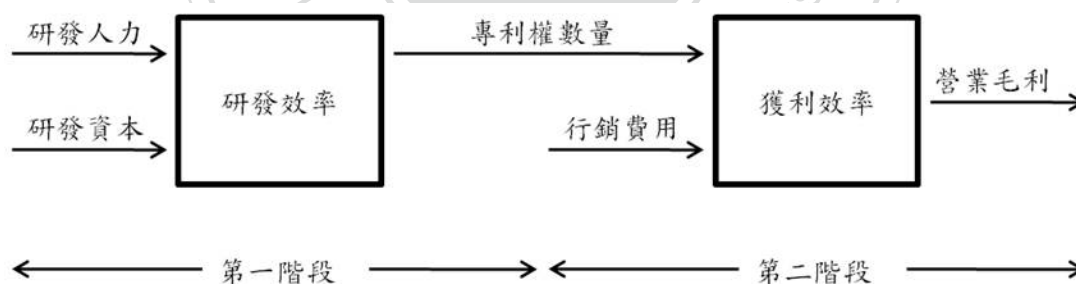 研發人力
專利權數量
營業毛利
研發效率
獲利效率
研發資本
行銷費用
第一階段
第二階段